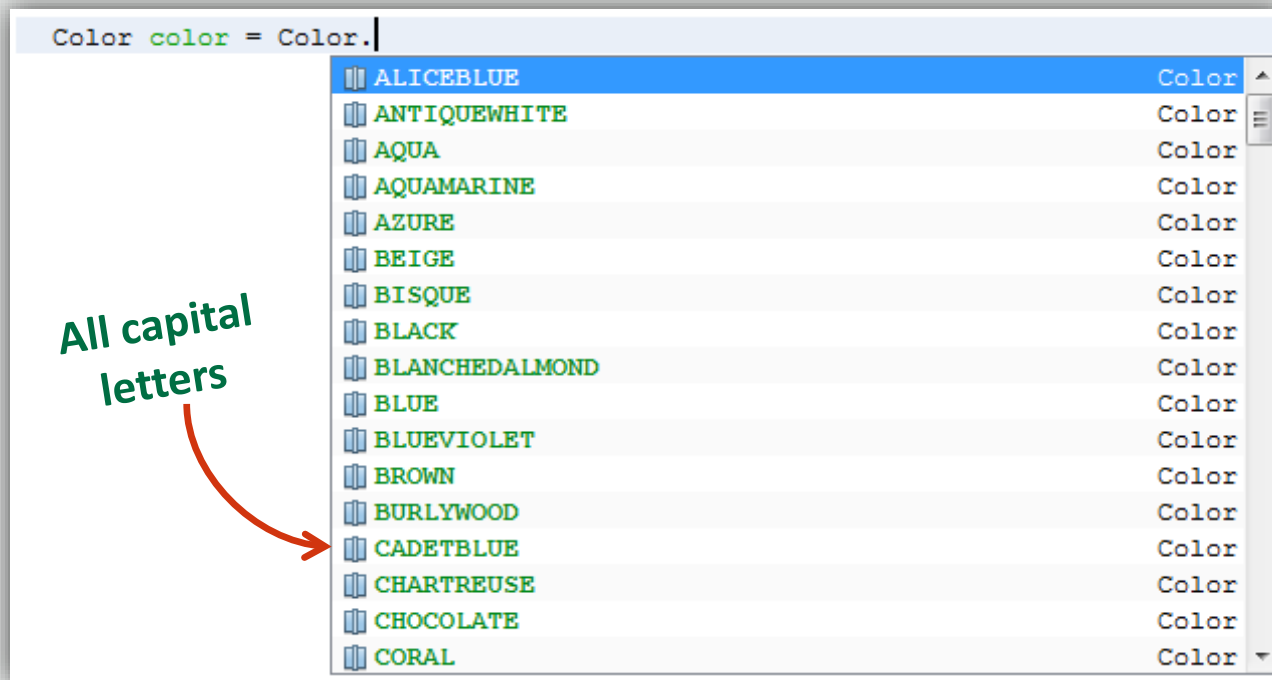 Color color = Color.
ALICEBLUE Color
ANTIQUEWHITE Color
AQUA Color
AQUAMARINE Color
AZURE Color
BEIGE Color
BISQUE Color
BLACK Color
BLANCHEDALMOND Color
BLUE Color
BLUEVIOLET Color
BROWN Color
BURLYWOOD Color
CADETBLUE Color
CHARTREUSE Color
CHOCOLATE Color
CORAL Color
All capital
letters